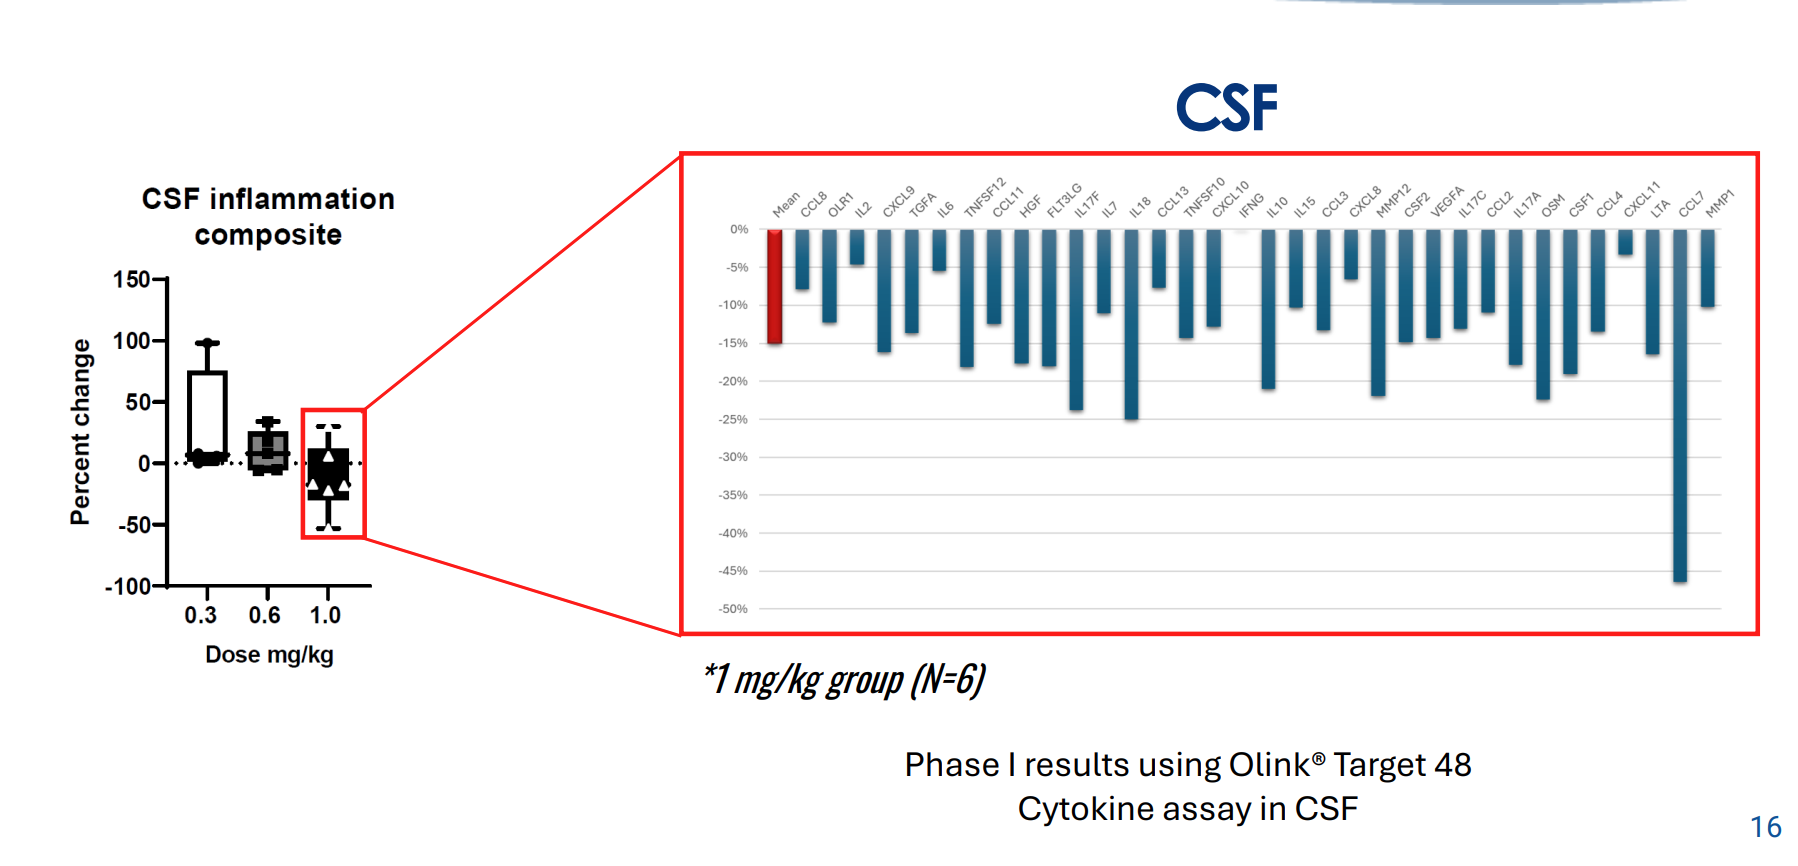 CSF
CSF inflammation
composite
Percent change
150
100
50
0
-50
-100
0.3
0.6
1.0
Dose mg/kg
Mean
CCL8
OLR1
IL2
CXCL9
TGFA
IL6
TNFSF12
CCL11
HGF
FLT3LG
IL17F
IL7
IL18
CCL13
TNFSF10
CXCL10
IFNG
IL10
IL15
CCL3
CXCL8
MMP12
CSF2
VEGFA
IL17C
CCL2
IL17A
OSM
CSF1
CCL4
CXCL11
LTA
CCL7
MMP1
0%
-5%
-10%
-15%
-20%
-25%
-30%
-35%
-40%
-45%
-50%
*1 mg/kg group (N=6)
Phase I results using Olink® Target 48
Cytokine assay in CSF
16